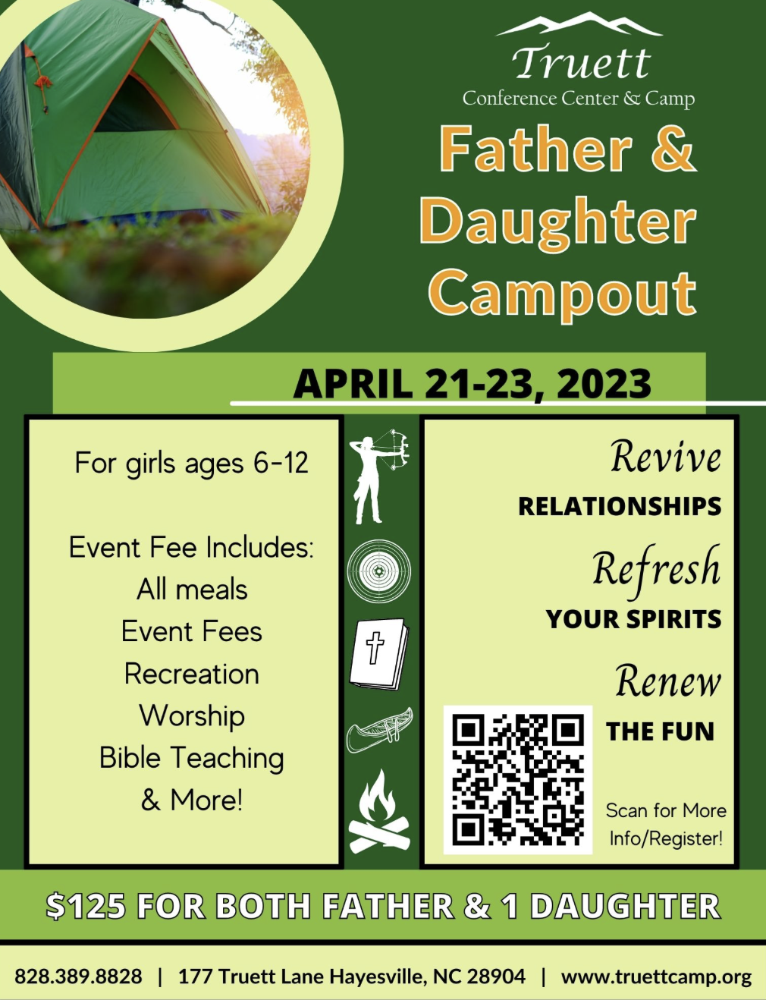 Truett
Conference Center & Camp
Father &
Daughter
Campout
APRIL 21-23, 2023
For girls ages 6-12
Event Fee Includes:
All meals
Event Fees
Recreation
Worship
Bible Teaching
& More!
Revive
RELATIONSHIPS
Refresh
YOUR SPIRITS
Renew
THE FUN
Scan for More
Info/Register!
$125 FOR BOTH FATHER & 1 DAUGHTER
828.389.8828 | 177 Truett Lane Hayesville, NC 28904 | www.truettcamp.org